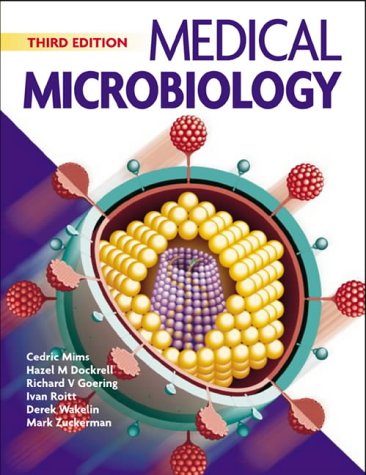 THIRD EDITION
MEDICAL
MICROBIOLOGY
Cedric Mims
Hazel M Dockrell
Richard V Goering
Ivan Roitt
Derek Wakelin
Mark Zuckerman